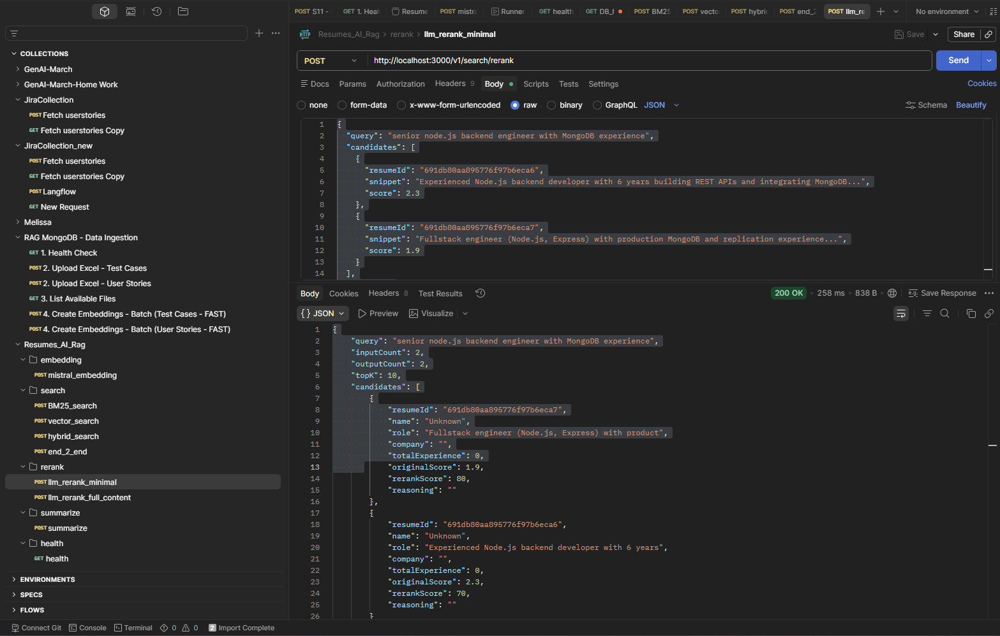 POST S11 -
GET 1. Heal
Resume
POST mistra
Runner
GET health
GET DB_h
POST BM25
POST vecto
POST hybri
POST end_2
POST llm_re
No environment
COLLECTIONS
GenAI-March
GenAI-March-Home Work
JiraCollection
POST Fetch userstories
GET Fetch userstories Copy
JiraCollection_new
POST Fetch userstories
GET Fetch userstories Copy
POST Langflow
GET New Request
Melissa
RAG MongoDB - Data Ingestion
GET 1. Health Check
POST 2. Upload Excel - Test Cases
POST 2. Upload Excel - User Stories
GET 3. List Available Files
POST 4. Create Embeddings - Batch (Test Cases - FAST)
POST 4. Create Embeddings - Batch (User Stories - FAST)
Resumes_AI_Rag
embedding
POST mistral_embedding
search
POST BM25_search
POST vector_search
POST hybrid_search
POST end_2_end
rerank
POST llm_rerank_minimal
POST llm_rerank_full_content
summarize
POST summarize
health
GET health
ENVIRONMENTS
SPECS
FLOWS
HTTP Resumes_AI_Rag > rerank > llm_rerank_minimal
Save
Share
POST
http://localhost:3000/v1/search/rerank
Send
Docs Params Authorization Headers 9 Body Scripts Tests Settings
Cookies
none form-data x-www-form-urlencoded raw binary GraphQL JSON
Schema Beautify
1 {
2 "query": "senior node.js backend engineer with MongoDB experience",
3 "candidates": [
4 {
5 "resumeId": "691db80aa895776f97b6eca6",
6 "snippet": "Experienced Node.js backend developer with 6 years building REST APIs and integrating MongoDB...",
7 "score": 2.3
8 },
9 {
10 "resumeId": "691db80aa895776f97b6eca7",
11 "snippet": "Fullstack engineer (Node.js, Express) with production MongoDB and replication experience...",
12 "score": 1.9
13 }
14 ],
Body Cookies Headers 8 Test Results
200 OK • 258 ms • 838 B
e.g. Save Response
{} JSON Preview Visualize
1 {
2 "query": "senior node.js backend engineer with MongoDB experience",
3 "inputCount": 2,
4 "outputCount": 2,
5 "topK": 10,
6 "candidates": [
7 {
8 "resumeId": "691db80aa895776f97b6eca7",
9 "name": "Unknown",
10 "role": "Fullstack engineer (Node.js, Express) with product",
11 "company": "",
12 "totalExperience": 0,
13 "originalScore": 1.9,
14 "rerankScore": 80,
15 "reasoning": ""
16 },
17 {
18 "resumeId": "691db80aa895776f97b6eca6",
19 "name": "Unknown",
20 "role": "Experienced Node.js backend developer with 6 years",
21 "company": "",
22 "totalExperience": 0,
23 "originalScore": 2.3,
24 "rerankScore": 70,
25 "reasoning": ""
26 }
Connect Git Console Terminal 0 0 2 Import Complete